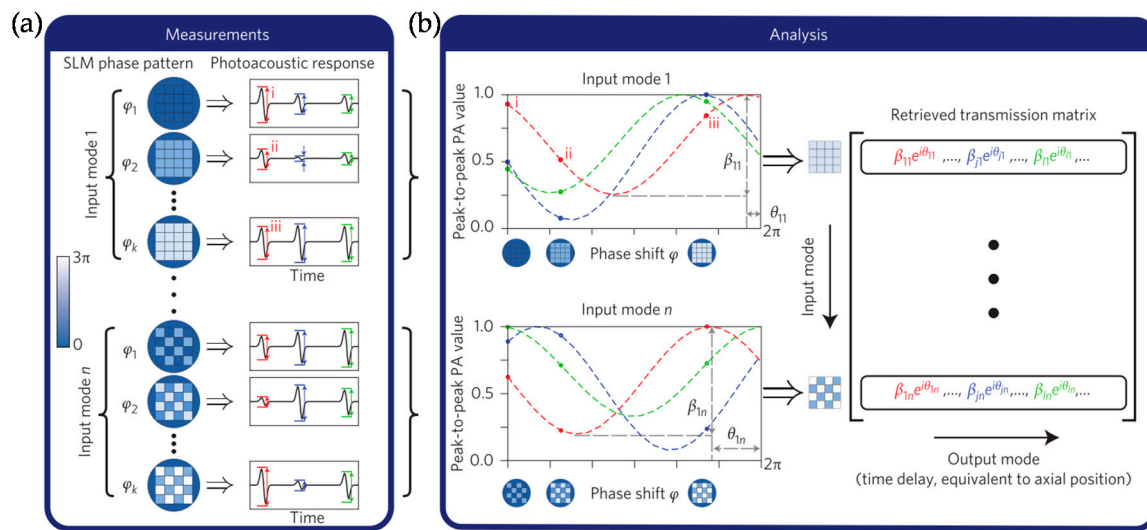 (a)
Measurements
SLM phase pattern
Photoacoustic response
Input mode 1
φ1
i
φ2
ii
φk
iii
Time
3π
0
Input mode n
φ1
φ2
φk
Time
(b)
Analysis
Input mode 1
Peak-to-peak PA value
1.0
0.5
0.0
i
ii
iii
β11
θ11
2π
Phase shift φ
Input mode n
Peak-to-peak PA value
1.0
0.5
0
β1n
θ1n
2π
Phase shift φ
Retrieved transmission matrix
β11e^iθ11 ,..., βj1e^iθj1 ,..., βl1e^iθl1 ,...
Input mode
β1ne^iθ1n ,..., βjne^iθjn ,..., βlne^iθln ,...
Output mode
(time delay, equivalent to axial position)